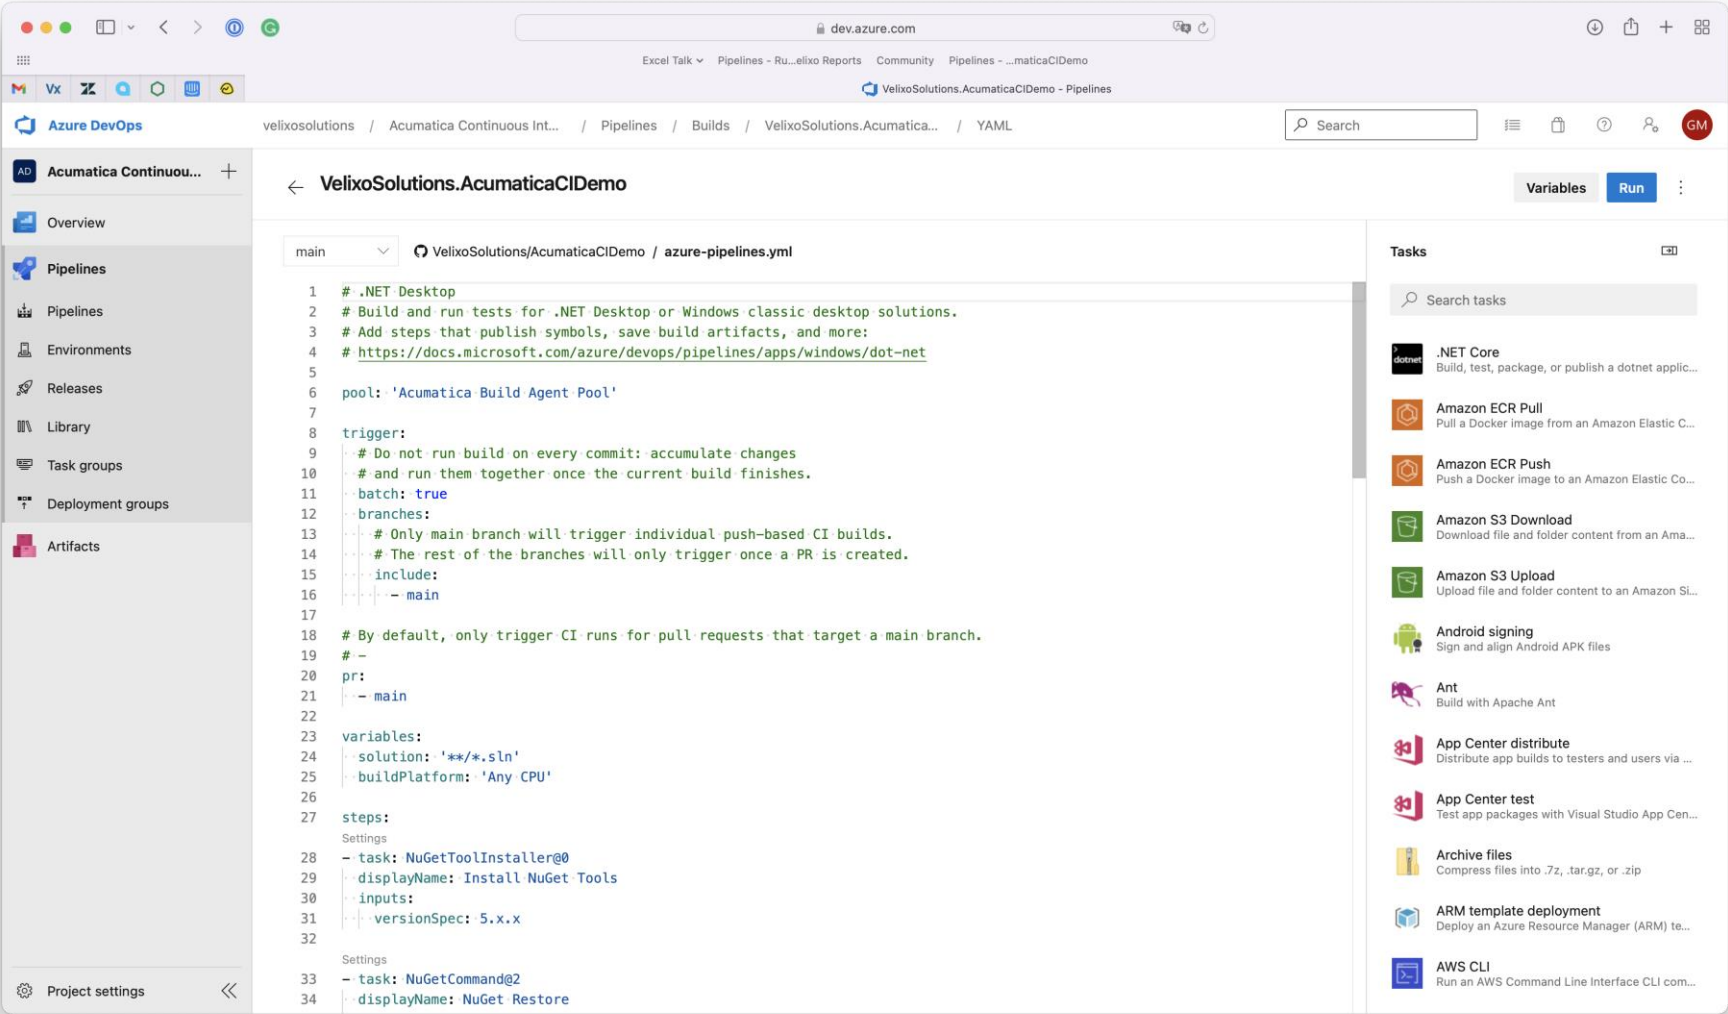 dev.azure.com
Excel Talk
Pipelines - Ru...elixo Reports
Community
Pipelines - ...maticaCIDemo
Vx
VelixoSolutions.AcumaticaCIDemo - Pipelines
Azure DevOps
velixosolutions / Acumatica Continuous Int... / Pipelines / Builds / VelixoSolutions.Acumatica... / YAML
Search
GM
AD
Acumatica Continuou...
Overview
Pipelines
Pipelines
Environments
Releases
Library
Task groups
Deployment groups
Artifacts
Project settings
VelixoSolutions.AcumaticaCIDemo
Variables
Run
main
VelixoSolutions/AcumaticaCIDemo / azure-pipelines.yml
1 # .NET Desktop
2 # Build and run tests for .NET Desktop or Windows classic desktop solutions.
3 # Add steps that publish symbols, save build artifacts, and more:
4 # https://docs.microsoft.com/azure/devops/pipelines/apps/windows/dot-net
5
6 pool: 'Acumatica Build Agent Pool'
7
8 trigger:
9 # Do not run build on every commit: accumulate changes
10 # and run them together once the current build finishes.
11 batch: true
12 branches:
13 # Only main branch will trigger individual push-based CI builds.
14 # The rest of the branches will only trigger once a PR is created.
15 include:
16 - main
17
18 # By default, only trigger CI runs for pull requests that target a main branch.
19 # -
20 pr:
21 - main
22
23 variables:
24 solution: '**/*.sln'
25 buildPlatform: 'Any CPU'
26
27 steps:
Settings
28 - task: NuGetToolInstaller@0
29 displayName: Install NuGet Tools
30 inputs:
31 versionSpec: 5.x.x
32
Settings
33 - task: NuGetCommand@2
34 displayName: NuGet Restore
Tasks
Search tasks
dotnet
.NET Core
Build, test, package, or publish a dotnet applic...
Amazon ECR Pull
Pull a Docker image from an Amazon Elastic C...
Amazon ECR Push
Push a Docker image to an Amazon Elastic Co...
Amazon S3 Download
Download file and folder content from an Ama...
Amazon S3 Upload
Upload file and folder content to an Amazon Si...
Android signing
Sign and align Android APK files
Ant
Build with Apache Ant
App Center distribute
Distribute app builds to testers and users via ...
App Center test
Test app packages with Visual Studio App Cen...
Archive files
Compress files into .7z, .tar.gz, or .zip
ARM template deployment
Deploy an Azure Resource Manager (ARM) te...
AWS CLI
Run an AWS Command Line Interface CLI com...